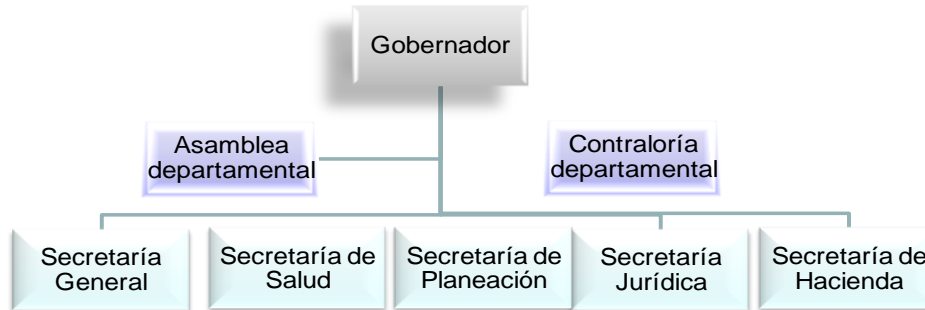 Gobernador
Asamblea
departamental
Contraloría
departamental
Secretaría
General
Secretaría de
Salud
Secretaría de
Planeación
Secretaría
Jurídica
Secretaría de
Hacienda